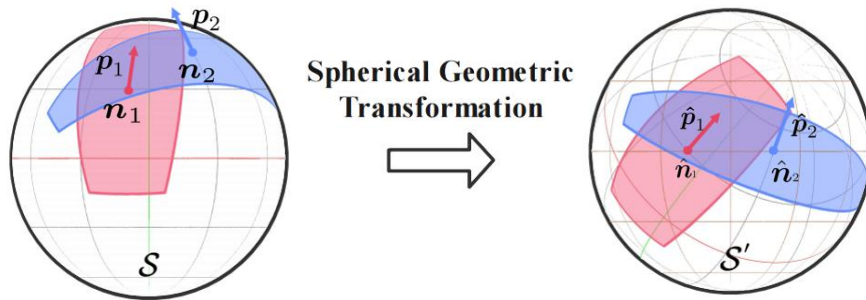 p₂
p₁
n₂
n₁
S
Spherical Geometric
Transformation
p̂₁
p̂₂
n̂₁
n̂₂
S′